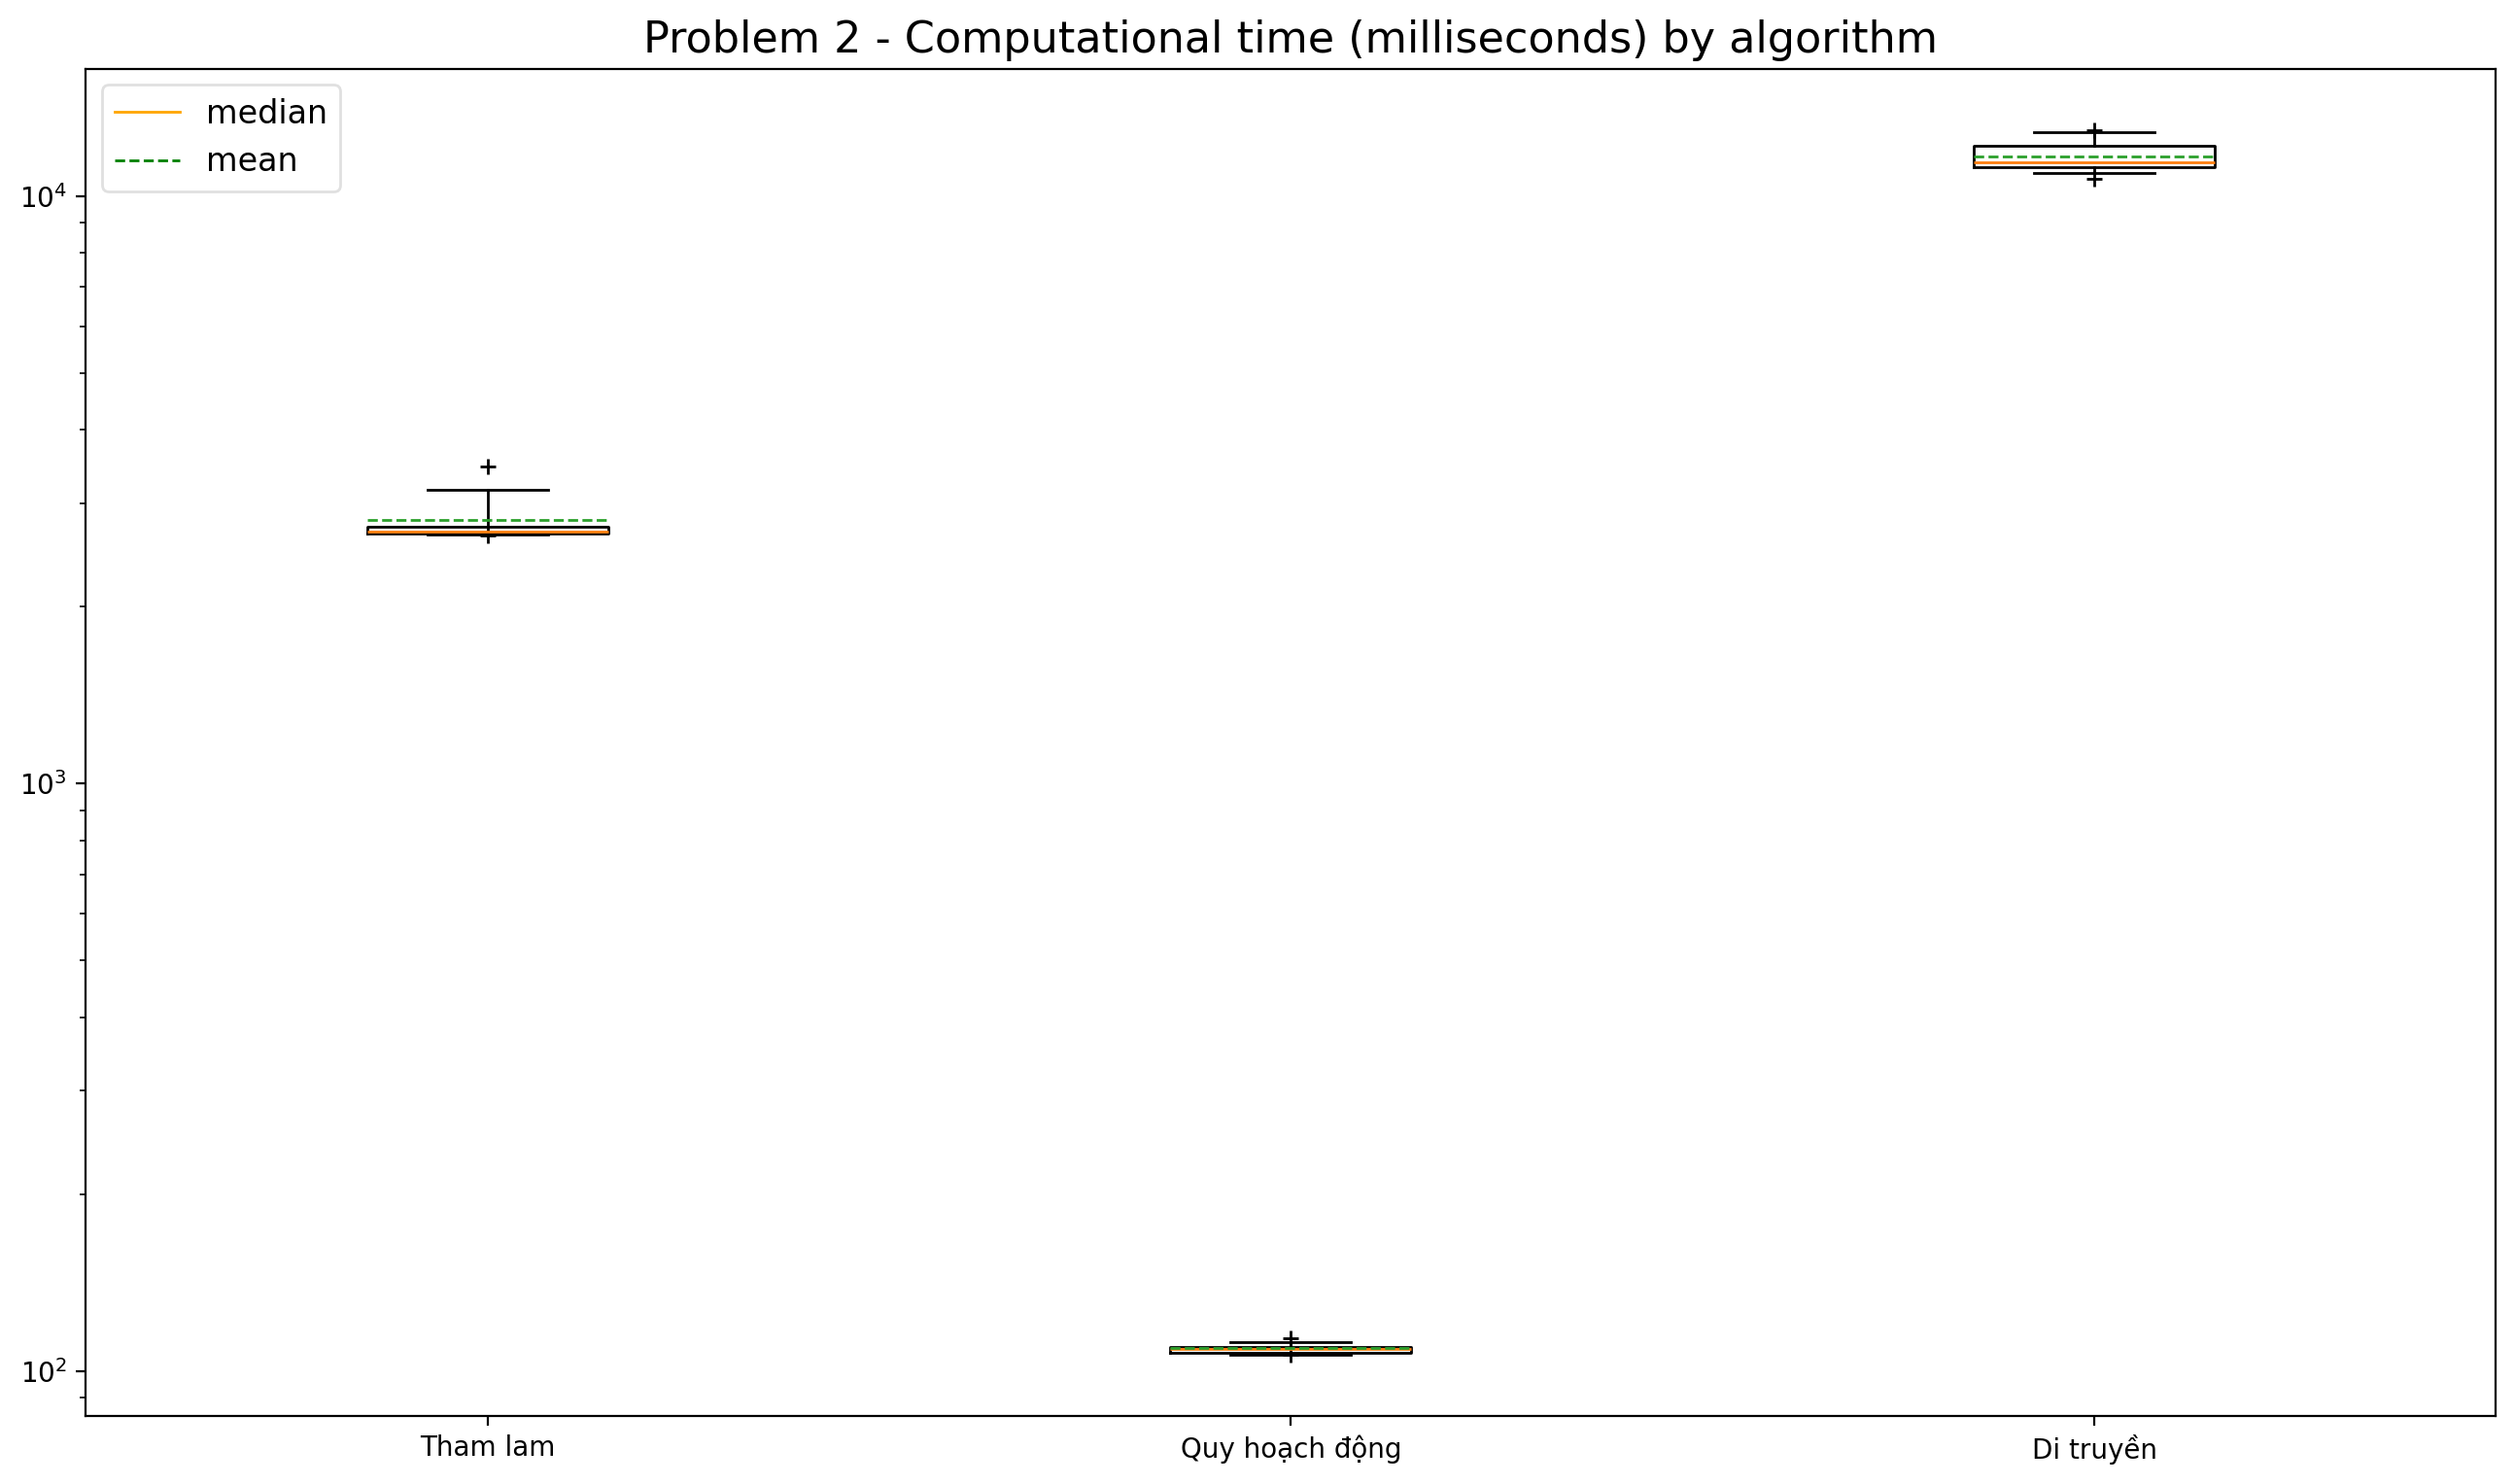 Problem 2 - Computational time (milliseconds) by algorithm
median
mean
10⁴
10³
10²
Tham lam
Quy hoạch động
Di truyền